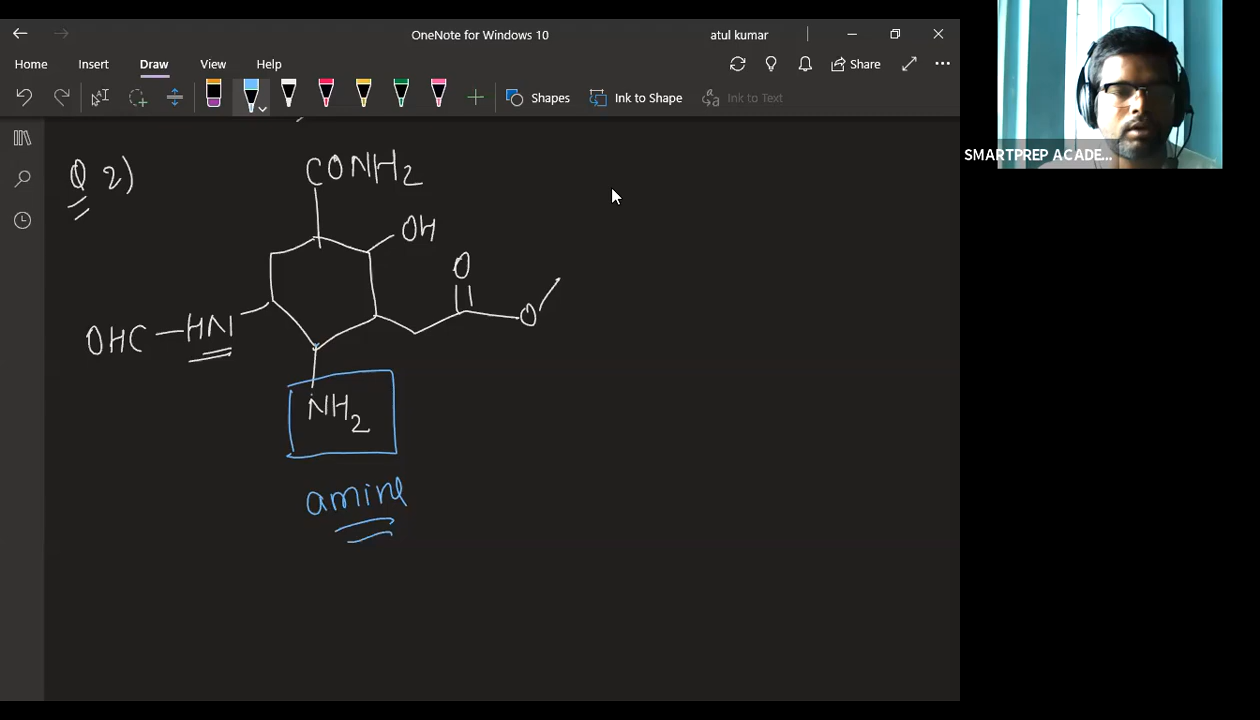 OneNote for Windows 10
atul kumar
Home Insert Draw View Help
Share
Shapes Ink to Shape Ink to Text
SMARTPREP ACADE...
Q 2)
CONH2
OH
O
O
OHC — HN
NH2
amine